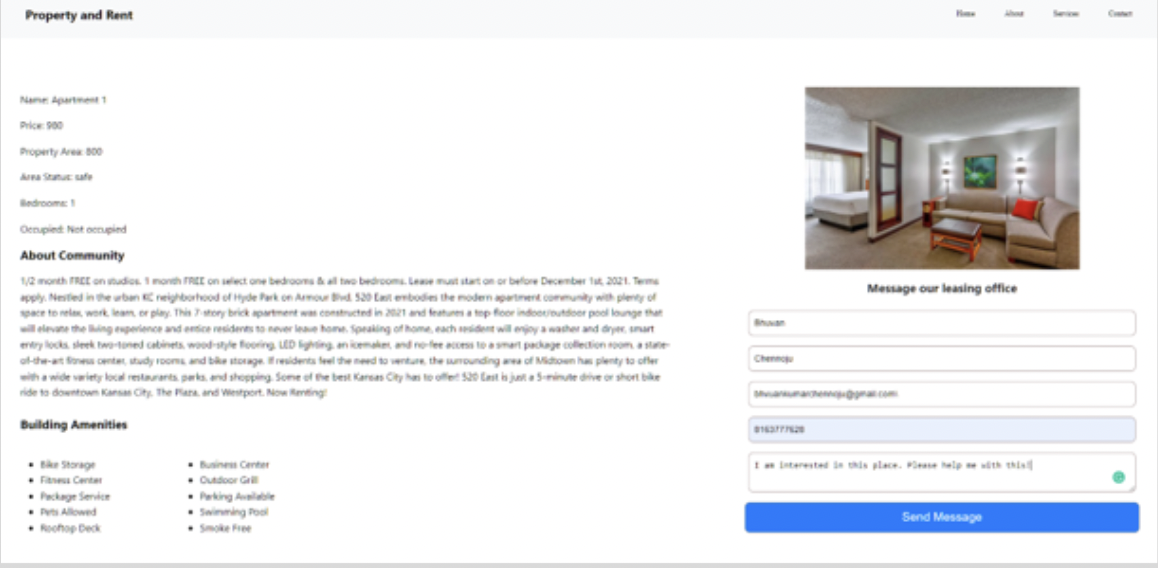 Property and Rent
Home About Services Contact
Name: Apartment 1
Price: 980
Property Area: 800
Area Status: safe
Bedrooms: 1
Occupied: Not occupied
About Community
1/2 month FREE on studios. 1 month FREE on select one bedrooms & all two bedrooms. Lease must start on or before December 1st, 2021. Terms
apply. Nestled in the urban KC neighborhood of Hyde Park on Armour Blvd. 520 East embodies the modern apartment community with plenty of
space to relax, work, learn, or play. This 7-story brick apartment was constructed in 2021 and features a top floor indoor/outdoor pool lounge that
will elevate the living experience and entice residents to never leave home. Speaking of home, each resident will enjoy a washer and dryer, smart
entry locks, sleek two-toned cabinets, wood-style flooring, LED lighting, an icemaker, and no-fee access to a smart package collection room, a state-
of-the-art fitness center, study rooms, and bike storage. If residents feel the need to venture, the surrounding area of Midtown has plenty to offer
with a wide variety local restaurants, parks, and shopping. Some of the best Kansas City has to offer! 520 East is just a 5-minute drive or short bike
ride to downtown Kansas City, The Plaza, and Westport. Now Renting!
Building Amenities
Bike Storage
Fitness Center
Package Service
Pets Allowed
Rooftop Deck
Business Center
Outdoor Grill
Parking Available
Swimming Pool
Smoke Free
Message our leasing office
Bhuvan
Chennoju
8163777628
I am interested in this place. Please help me with this!
Send Message